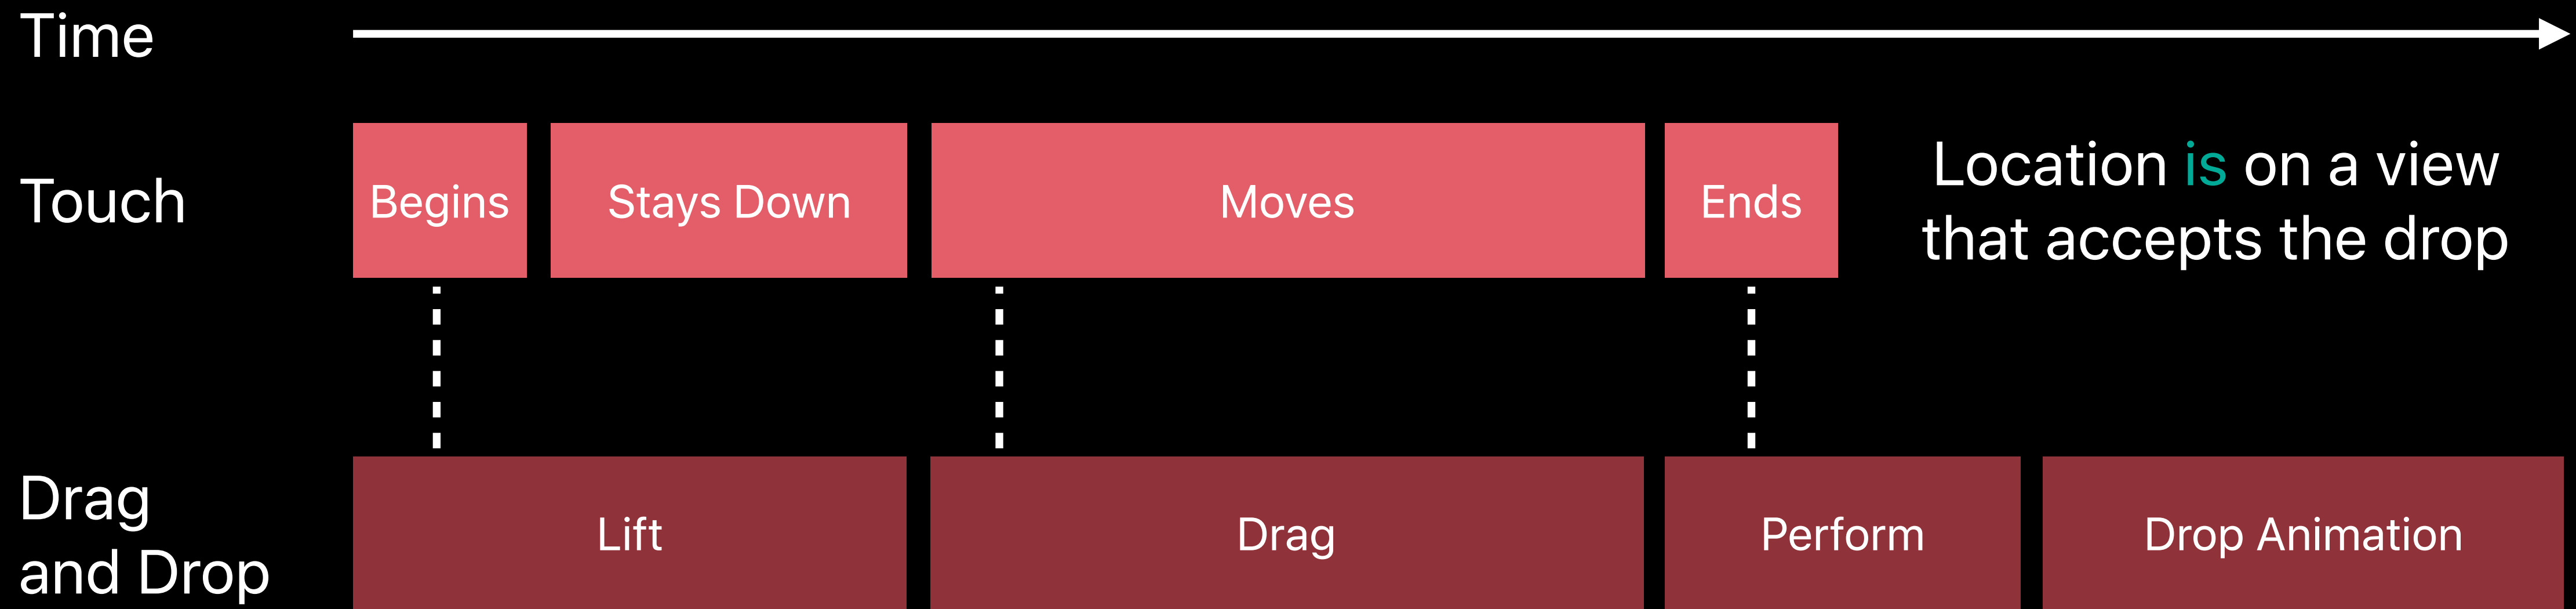 Time
Touch
Begins
Stays Down
Moves
Ends
Location is on a view
that accepts the drop
Drag
and Drop
Lift
Drag
Perform
Drop Animation